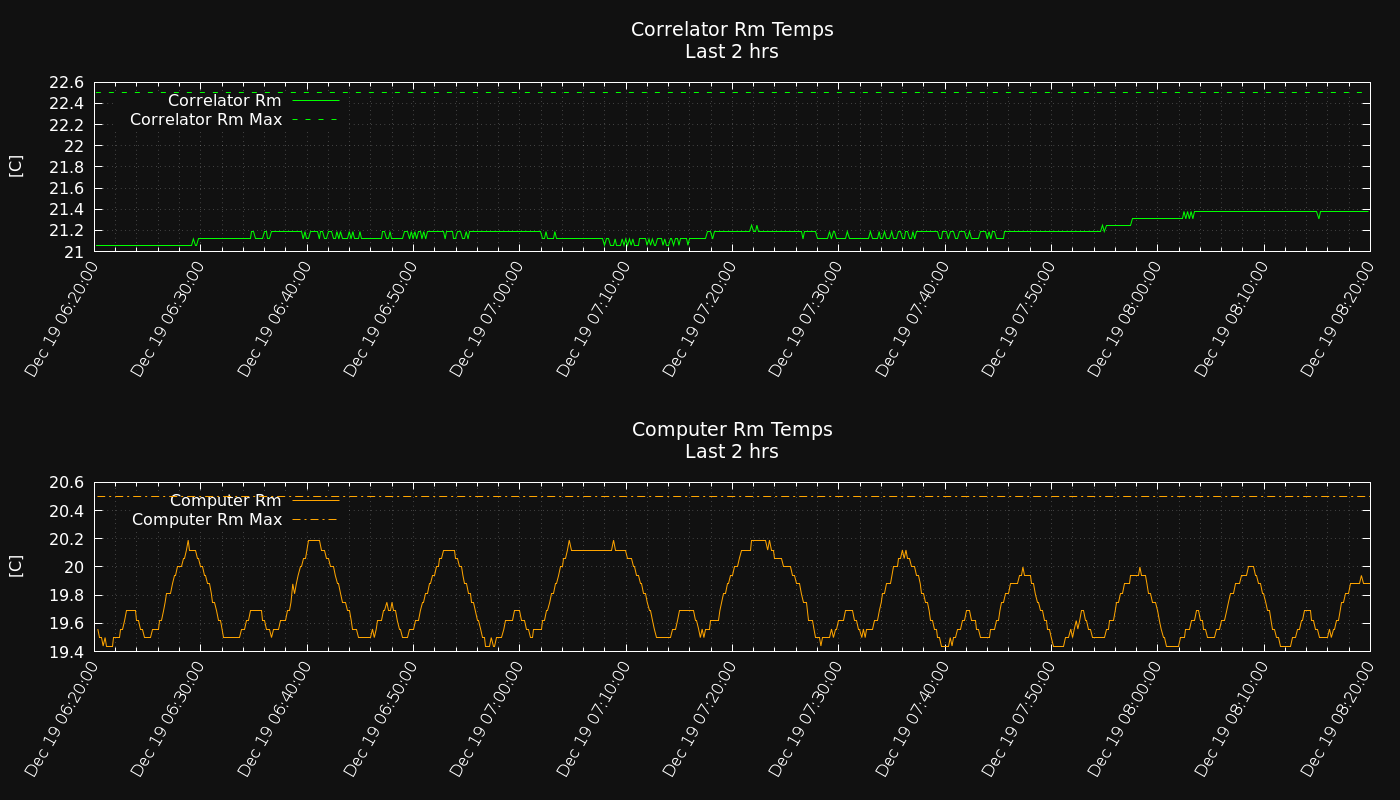 Correlator Rm Temps
Last 2 hrs
22.6
22.4
22.2
22
21.8
21.6
21.4
21.2
21
[C]
Correlator Rm
Correlator Rm Max
Dec 19 06:20:00
Dec 19 06:30:00
Dec 19 06:40:00
Dec 19 06:50:00
Dec 19 07:00:00
Dec 19 07:10:00
Dec 19 07:20:00
Dec 19 07:30:00
Dec 19 07:40:00
Dec 19 07:50:00
Dec 19 08:00:00
Dec 19 08:10:00
Dec 19 08:20:00
Computer Rm Temps
Last 2 hrs
20.6
20.4
20.2
20
19.8
19.6
19.4
[C]
Computer Rm
Computer Rm Max
Dec 19 06:20:00
Dec 19 06:30:00
Dec 19 06:40:00
Dec 19 06:50:00
Dec 19 07:00:00
Dec 19 07:10:00
Dec 19 07:20:00
Dec 19 07:30:00
Dec 19 07:40:00
Dec 19 07:50:00
Dec 19 08:00:00
Dec 19 08:10:00
Dec 19 08:20:00